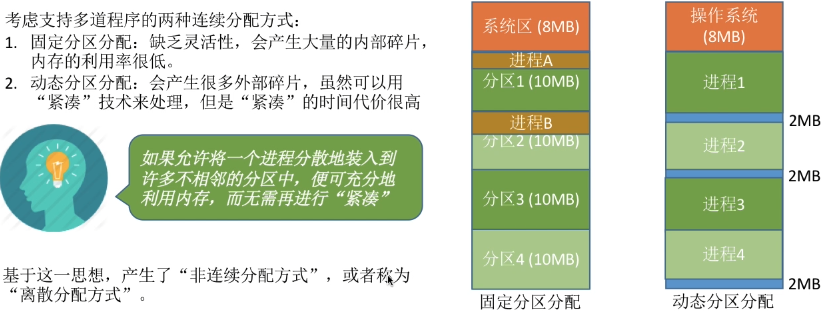 考虑支持多道程序的两种连续分配方式：
1. 固定分区分配：缺乏灵活性，会产生大量的内部碎片，
内存的利用率很低。
2. 动态分区分配：会产生很多外部碎片，虽然可以用
“紧凑”技术来处理，但是“紧凑”的时间代价很高
如果允许将一个进程分散地装入到
许多不相邻的分区中，便可充分地
利用内存，而无需再进行“紧凑”
基于这一思想，产生了“非连续分配方式”，或者称为
“离散分配方式”。
系统区 (8MB)
进程A
分区1 (10MB)
进程B
分区2 (10MB)
分区3 (10MB)
分区4 (10MB)
固定分区分配
操作系统
(8MB)
进程1
2MB
进程2
2MB
进程3
进程4
2MB
动态分区分配